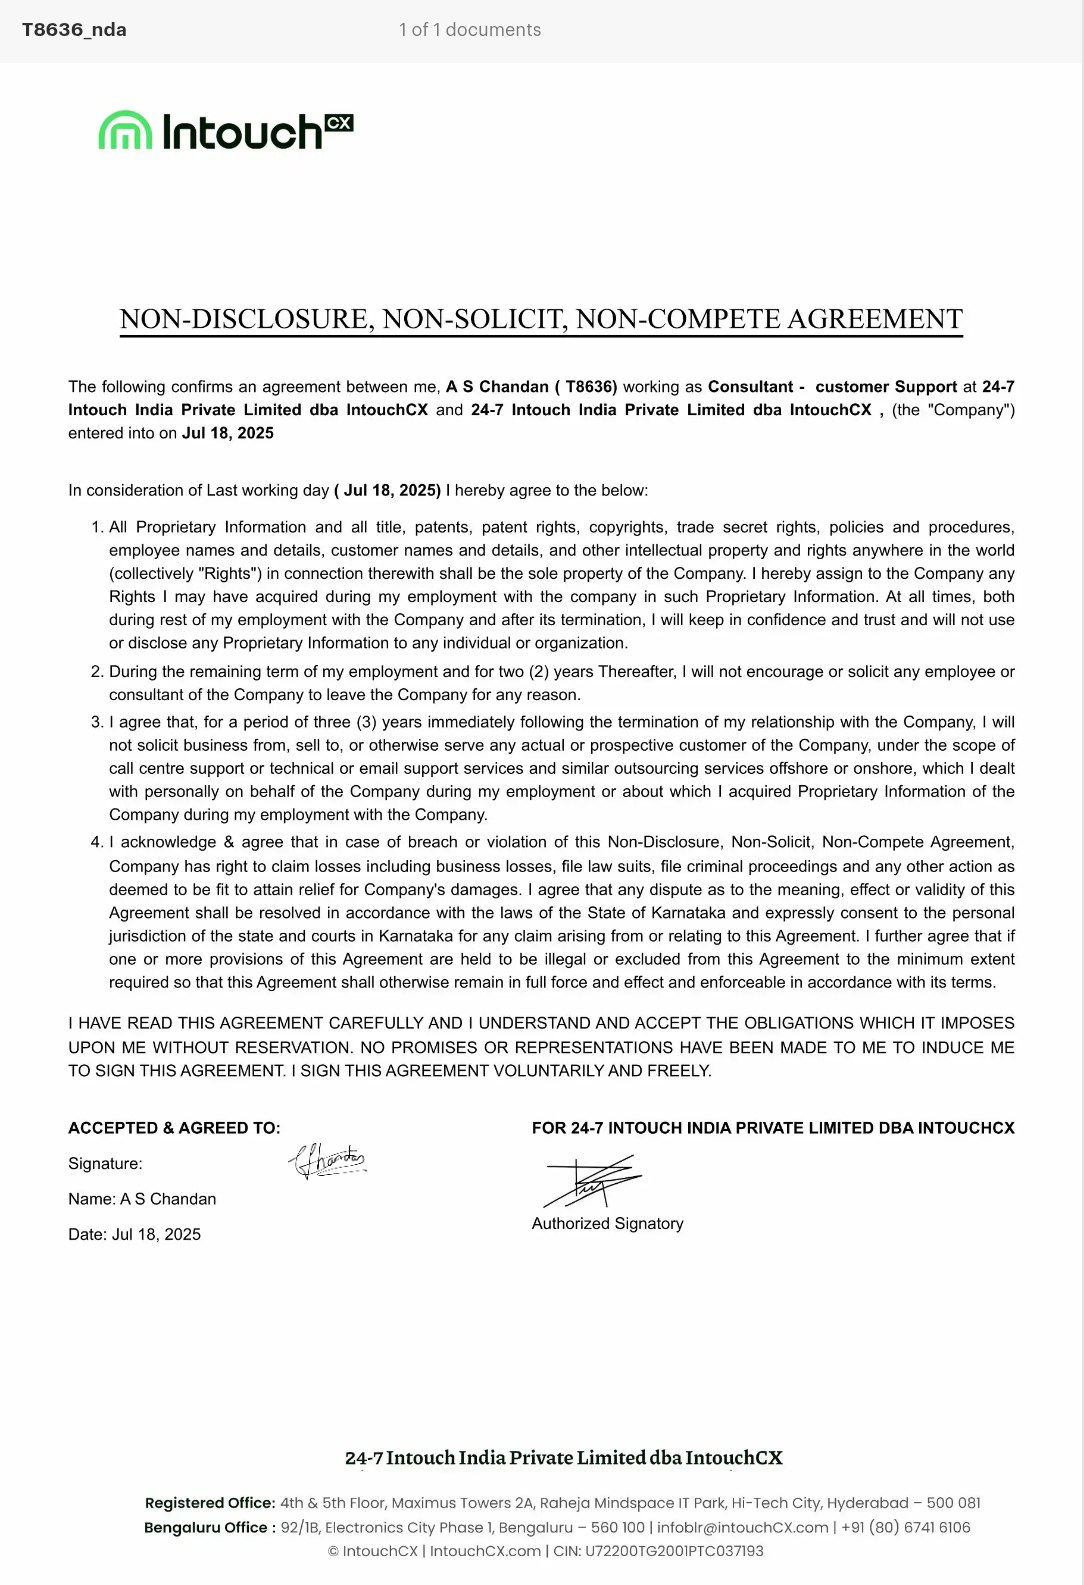 T8636_nda
1 of 1 documents
Intouch CX
NON-DISCLOSURE, NON-SOLICIT, NON-COMPETE AGREEMENT
The following confirms an agreement between me, A S Chandan ( T8636) working as Consultant - customer Support at 24-7
Intouch India Private Limited dba IntouchCX and 24-7 Intouch India Private Limited dba IntouchCX , (the "Company")
entered into on Jul 18, 2025
In consideration of Last working day ( Jul 18, 2025) I hereby agree to the below:
1. All Proprietary Information and all title, patents, patent rights, copyrights, trade secret rights, policies and procedures,
employee names and details, customer names and details, and other intellectual property and rights anywhere in the world
(collectively "Rights") in connection therewith shall be the sole property of the Company. I hereby assign to the Company any
Rights I may have acquired during my employment with the company in such Proprietary Information. At all times, both
during rest of my employment with the Company and after its termination, I will keep in confidence and trust and will not use
or disclose any Proprietary Information to any individual or organization.
2. During the remaining term of my employment and for two (2) years Thereafter, I will not encourage or solicit any employee or
consultant of the Company to leave the Company for any reason.
3. I agree that, for a period of three (3) years immediately following the termination of my relationship with the Company, I will
not solicit business from, sell to, or otherwise serve any actual or prospective customer of the Company, under the scope of
call centre support or technical or email support services and similar outsourcing services offshore or onshore, which I dealt
with personally on behalf of the Company during my employment or about which I acquired Proprietary Information of the
Company during my employment with the Company.
4. I acknowledge & agree that in case of breach or violation of this Non-Disclosure, Non-Solicit, Non-Compete Agreement,
Company has right to claim losses including business losses, file law suits, file criminal proceedings and any other action as
deemed to be fit to attain relief for Company's damages. I agree that any dispute as to the meaning, effect or validity of this
Agreement shall be resolved in accordance with the laws of the State of Karnataka and expressly consent to the personal
jurisdiction of the state and courts in Karnataka for any claim arising from or relating to this Agreement. I further agree that if
one or more provisions of this Agreement are held to be illegal or excluded from this Agreement to the minimum extent
required so that this Agreement shall otherwise remain in full force and effect and enforceable in accordance with its terms.
I HAVE READ THIS AGREEMENT CAREFULLY AND I UNDERSTAND AND ACCEPT THE OBLIGATIONS WHICH IT IMPOSES
UPON ME WITHOUT RESERVATION. NO PROMISES OR REPRESENTATIONS HAVE BEEN MADE TO ME TO INDUCE ME
TO SIGN THIS AGREEMENT. I SIGN THIS AGREEMENT VOLUNTARILY AND FREELY.
ACCEPTED & AGREED TO:
FOR 24-7 INTOUCH INDIA PRIVATE LIMITED DBA INTOUCHCX
Signature:
Name: A S Chandan
Authorized Signatory
Date: Jul 18, 2025
24-7 Intouch India Private Limited dba IntouchCX
Registered Office: 4th & 5th Floor, Maximus Towers 2A, Raheja Mindspace IT Park, Hi-Tech City, Hyderabad – 500 081
Bengaluru Office : 92/1B, Electronics City Phase 1, Bengaluru – 560 100 | infoblr@intouchCX.com | +91 (80) 6741 6106
© IntouchCX | IntouchCX.com | CIN: U72200TG2001PTC037193